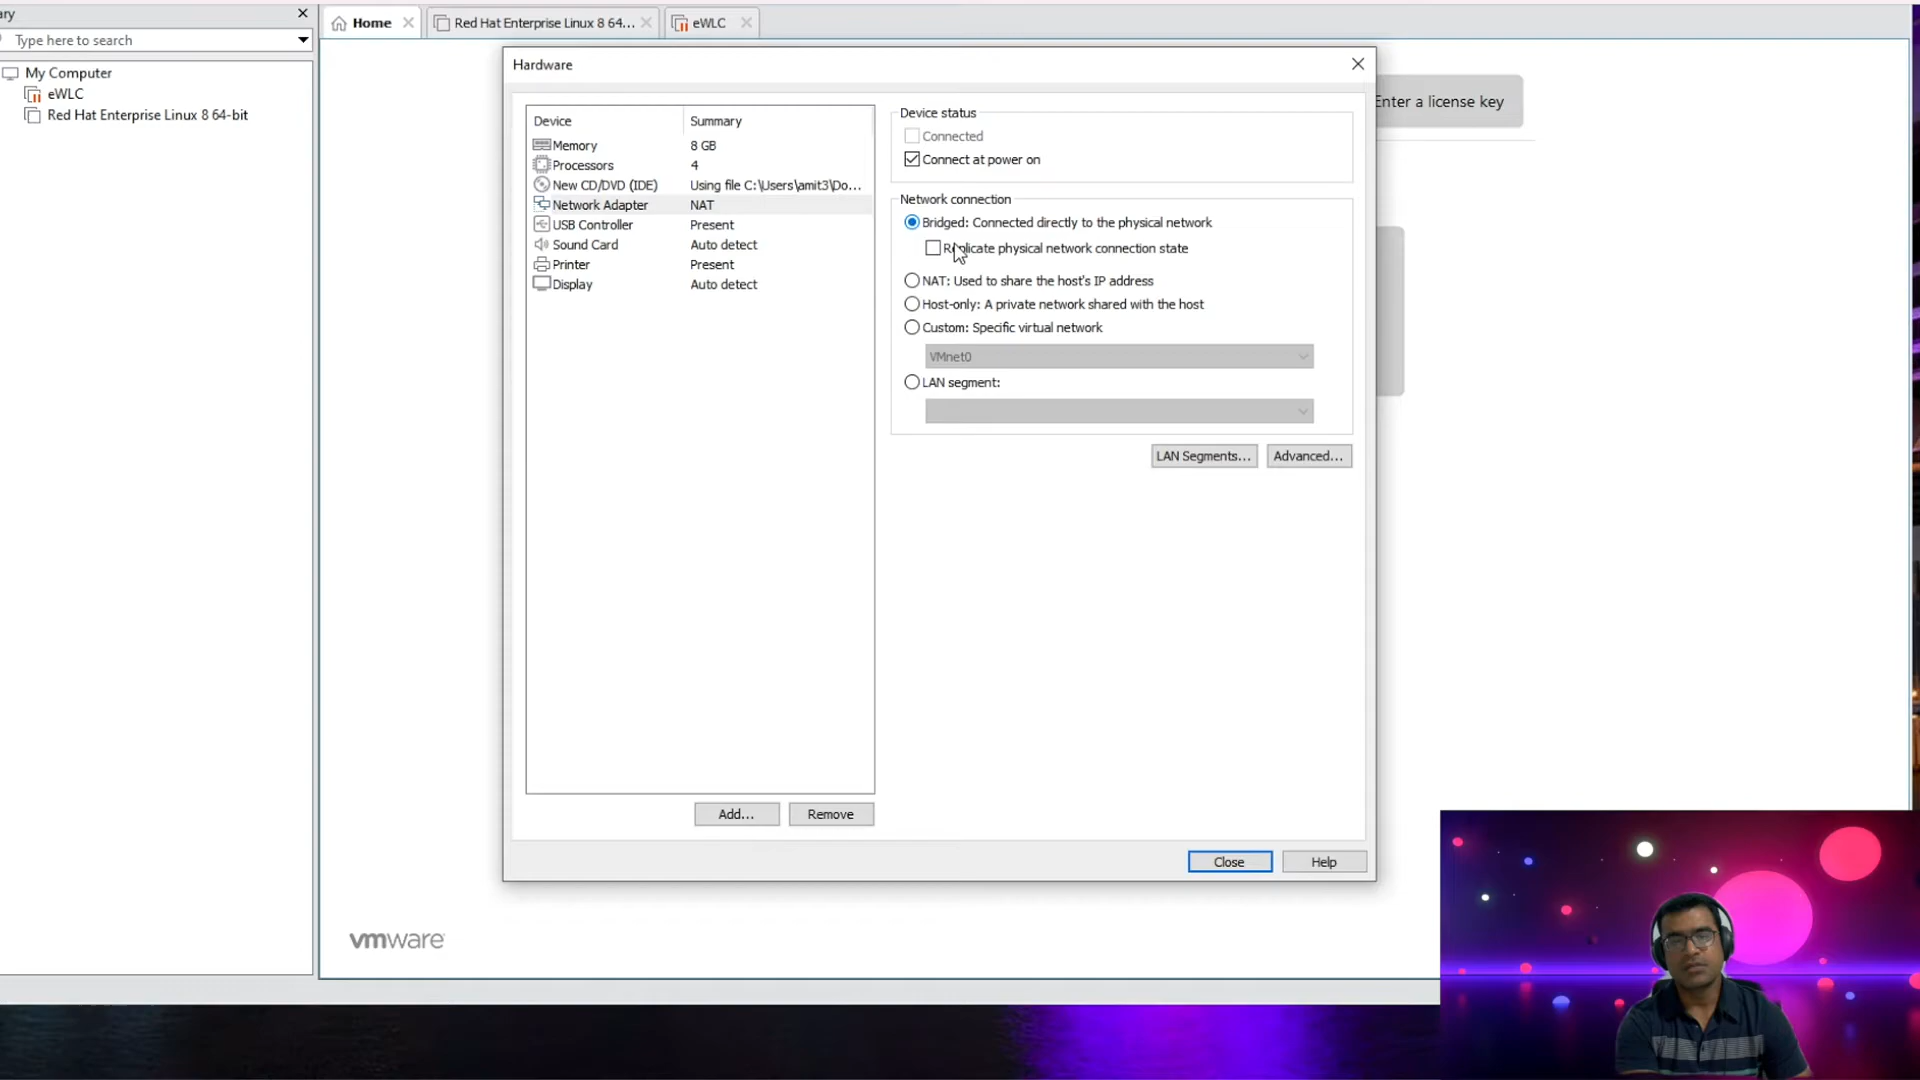 ary
Home
Red Hat Enterprise Linux 8 64...
eWLC
Type here to search
My Computer
eWLC
Red Hat Enterprise Linux 8 64-bit
Hardware
Enter a license key
Device Summary
Memory 8 GB
Processors 4
New CD/DVD (IDE) Using file C:\Users\amit3\Do...
Network Adapter NAT
USB Controller Present
Sound Card Auto detect
Printer Present
Display Auto detect
Device status
Connected
Connect at power on
Network connection
Bridged: Connected directly to the physical network
Replicate physical network connection state
NAT: Used to share the host's IP address
Host-only: A private network shared with the host
Custom: Specific virtual network
VMnet0
LAN segment:
LAN Segments... Advanced...
Add... Remove
Close Help
vmware